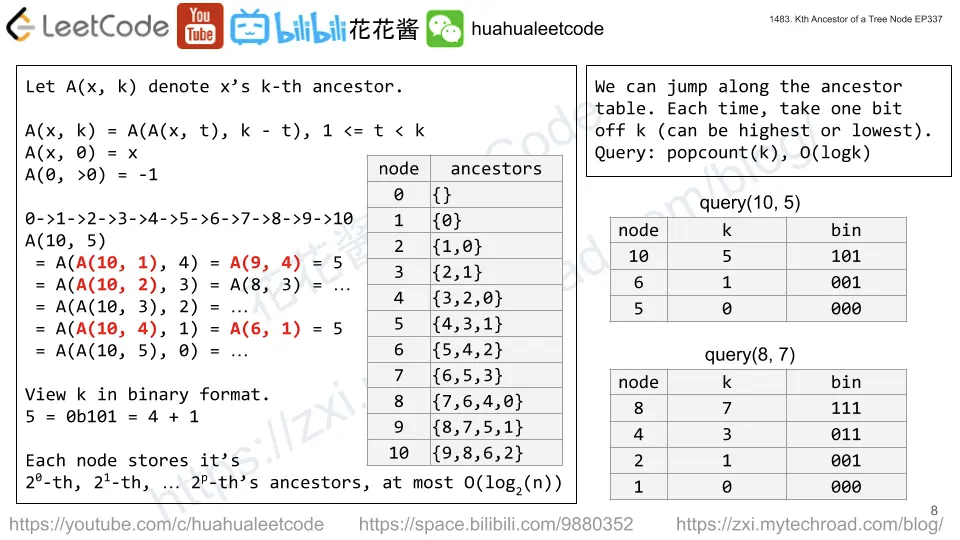 LeetCode You Tube bilibili 花花酱 huahualeetcode
1483. Kth Ancestor of a Tree Node EP337
Let A(x, k) denote x’s k-th ancestor.
A(x, k) = A(A(x, t), k - t), 1 <= t < k
A(x, 0) = x
A(0, >0) = -1
0->1->2->3->4->5->6->7->8->9->10
A(10, 5)
= A(A(10, 1), 4) = A(9, 4) = 5
= A(A(10, 2), 3) = A(8, 3) = …
= A(A(10, 3), 2) = …
= A(A(10, 4), 1) = A(6, 1) = 5
= A(A(10, 5), 0) = …
View k in binary format.
5 = 0b101 = 4 + 1
Each node stores it’s
2⁰-th, 2¹-th, … 2ᵖ-th’s ancestors, at most O(log₂(n))
node ancestors
0 {}
1 {0}
2 {1,0}
3 {2,1}
4 {3,2,0}
5 {4,3,1}
6 {5,4,2}
7 {6,5,3}
8 {7,6,4,0}
9 {8,7,5,1}
10 {9,8,6,2}
We can jump along the ancestor
table. Each time, take one bit
off k (can be highest or lowest).
Query: popcount(k), O(logk)
query(10, 5)
node k bin
10 5 101
6 1 001
5 0 000
query(8, 7)
node k bin
8 7 111
4 3 011
2 1 001
1 0 000
8
https://youtube.com/c/huahualeetcode https://space.bilibili.com/9880352 https://zxi.mytechroad.com/blog/